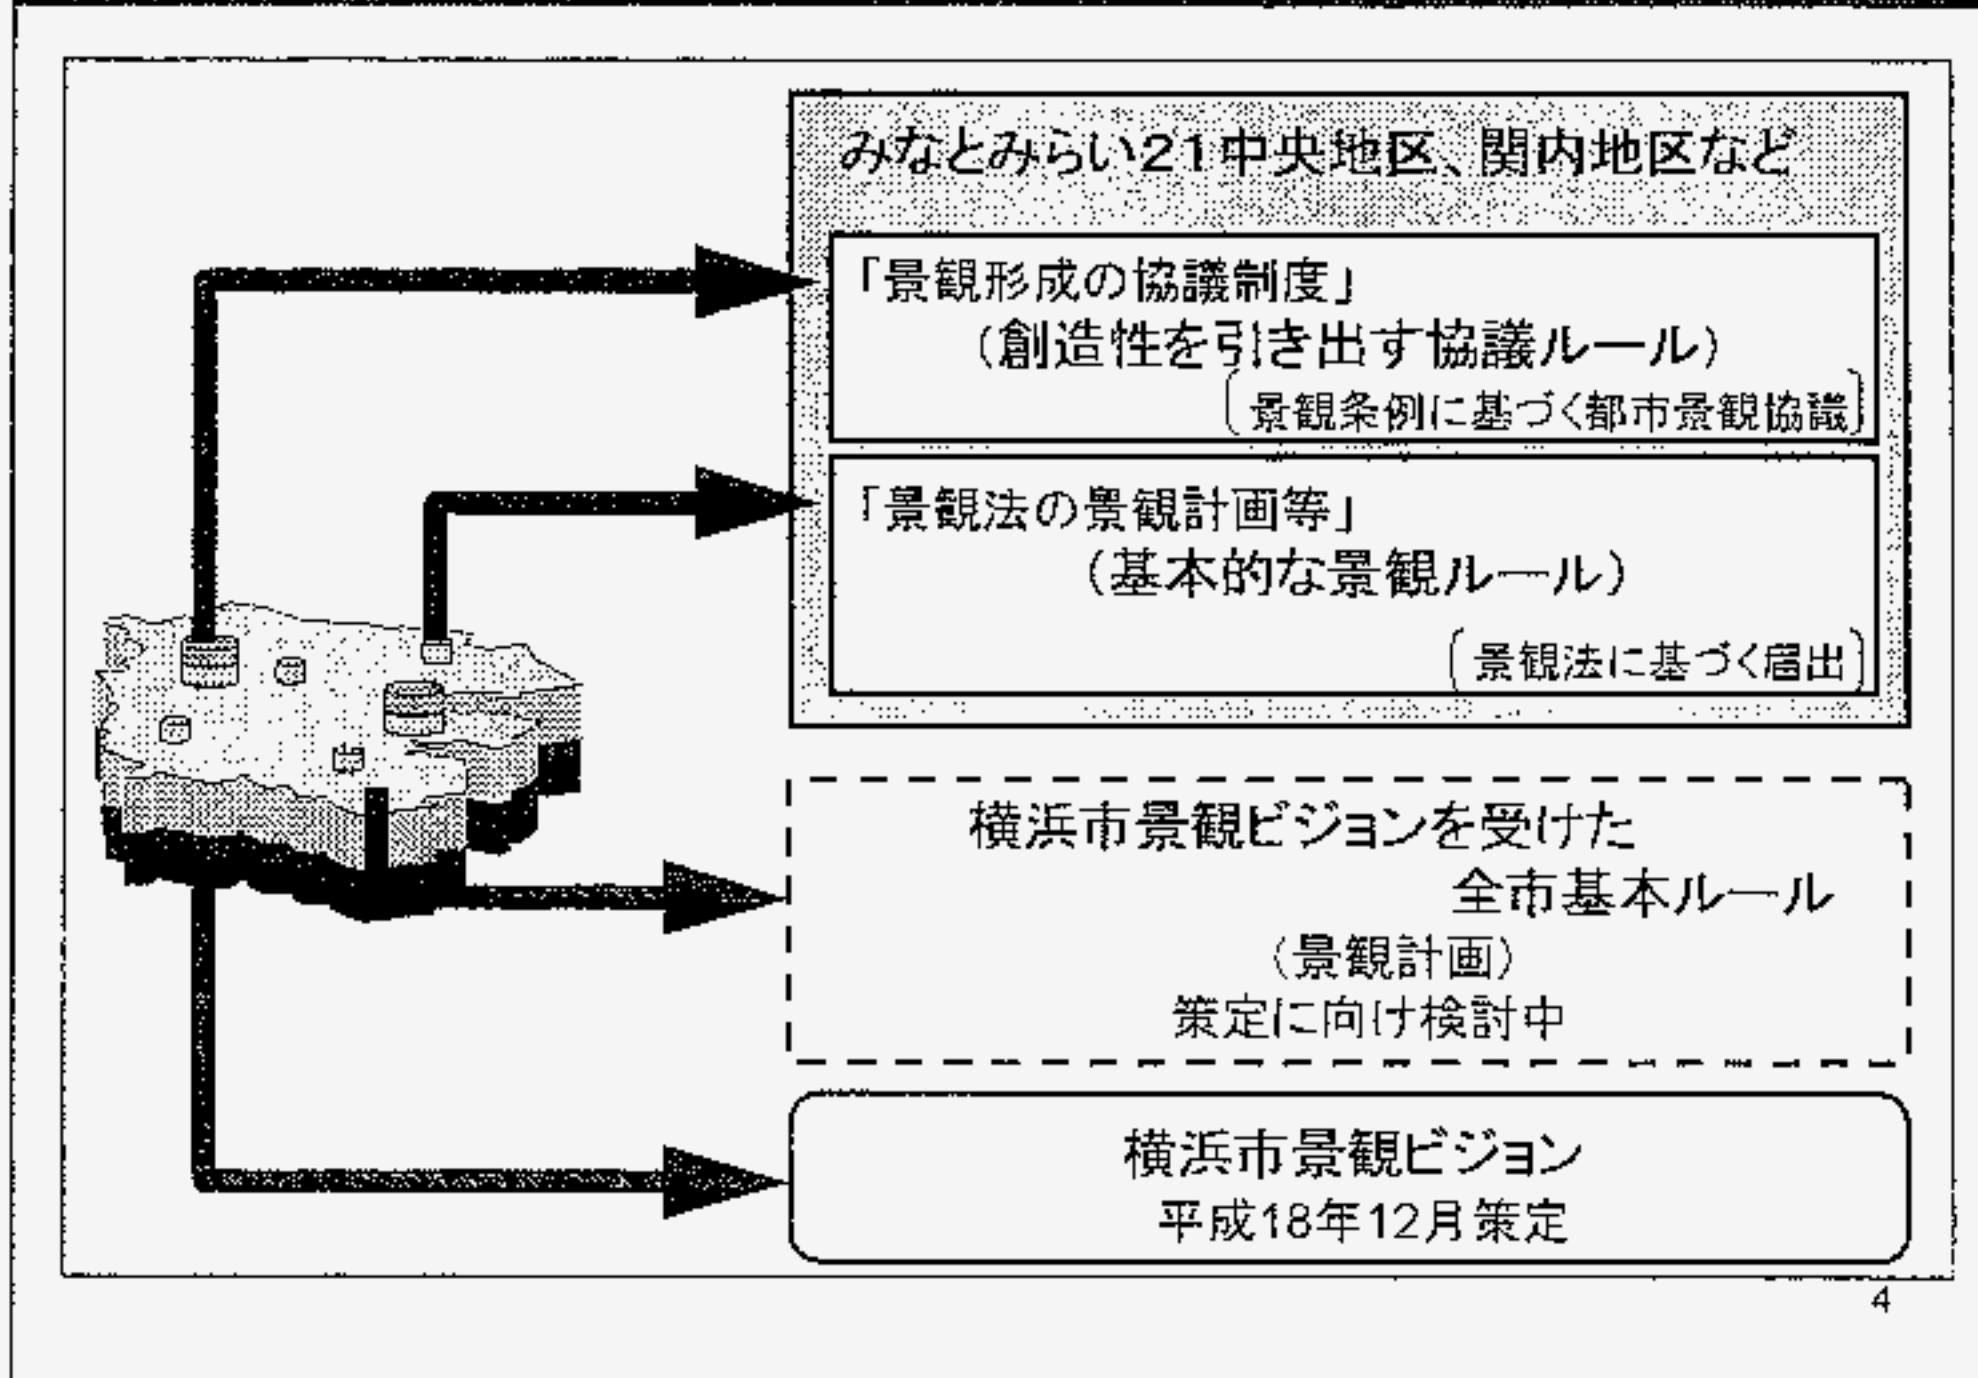 みなとみらい21中央地区、関内地区など
「景観形成の協議制度」
(創造性を引き出す協議ルール)
〔景観条例に基づく都市景観協議〕
「景観法の景観計画等」
(基本的な景観ルール)
〔景観法に基づく届出〕
横浜市景観ビジョンを受けた
全市基本ルール
(景観計画)
策定に向け検討中
横浜市景観ビジョン
平成18年12月策定
4